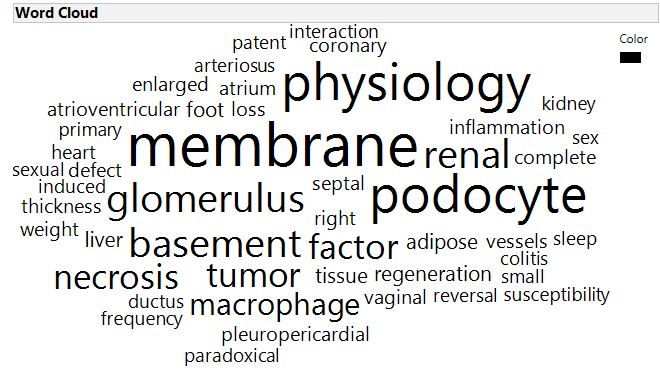 Word Cloud
Color
interaction
patent coronary
arteriosus
physiology
enlarged atrium
kidney
atrioventricular foot loss
primary membrane inflammation sex
heart renal complete
sexual defect
induced septal podocyte
thickness glomerulus
right
weight
liver basement factor adipose vessels sleep
colitis
necrosis tumor tissue regeneration small
ductus macrophage vaginal reversal susceptibility
frequency
pleuropericardial
paradoxical